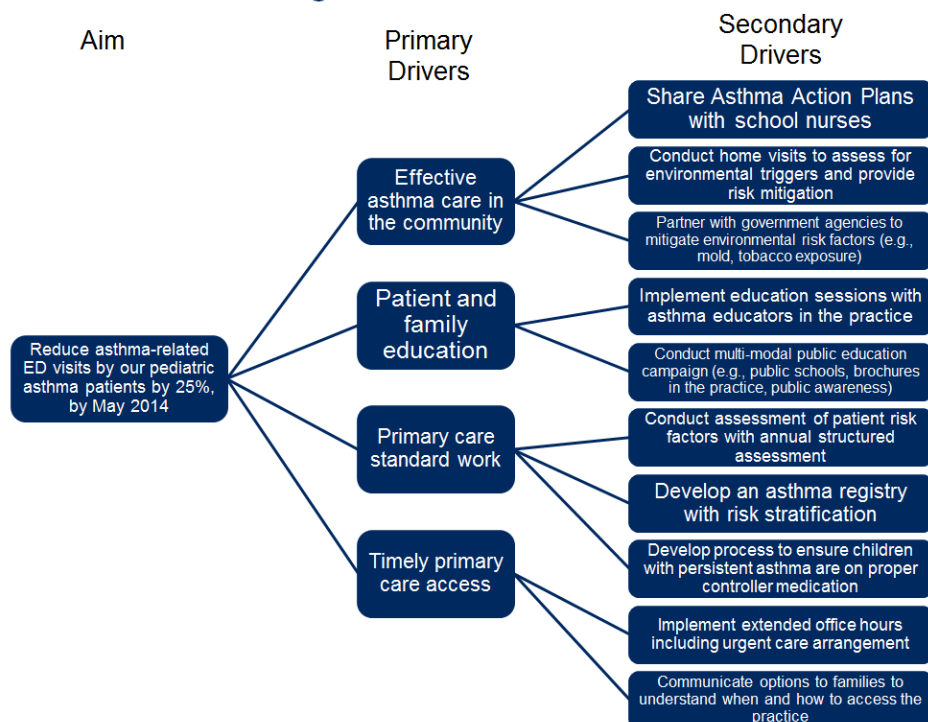 Aim
Primary
Drivers
Secondary
Drivers
Reduce asthma-related
ED visits by our pediatric
asthma patients by 25%,
by May 2014
Effective
asthma care in
the community
Patient and
family
education
Primary care
standard work
Timely primary
care access
Share Asthma Action Plans
with school nurses
Conduct home visits to assess for
environmental triggers and provide
risk mitigation
Partner with government agencies to
mitigate environmental risk factors (e.g.,
mold, tobacco exposure)
Implement education sessions with
asthma educators in the practice
Conduct multi-modal public education
campaign (e.g., public schools, brochures
in the practice, public awareness)
Conduct assessment of patient risk
factors with annual structured
assessment
Develop an asthma registry
with risk stratification
Develop process to ensure children
with persistent asthma are on proper
controller medication
Implement extended office hours
including urgent care arrangement
Communicate options to families to
understand when and how to access the
practice